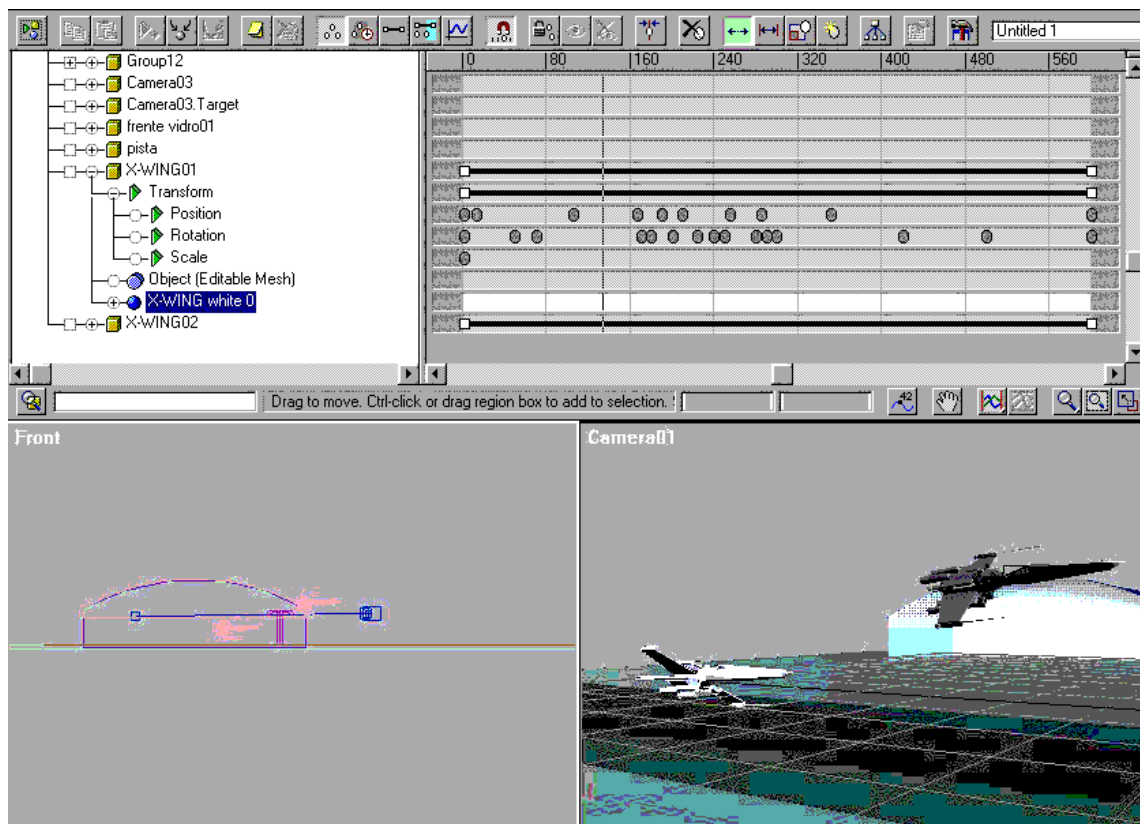 Untitled 1
Group12
0 80 160 240 320 400 480 560
Camera03
Camera03.Target
frente vidro01
pista
X-WING01
Transform
Position
Rotation
Scale
Object (Editable Mesh)
X-WING white 0
X-WING02
Drag to move. Ctrl-click or drag region box to add to selection.
42
Front
Camera01